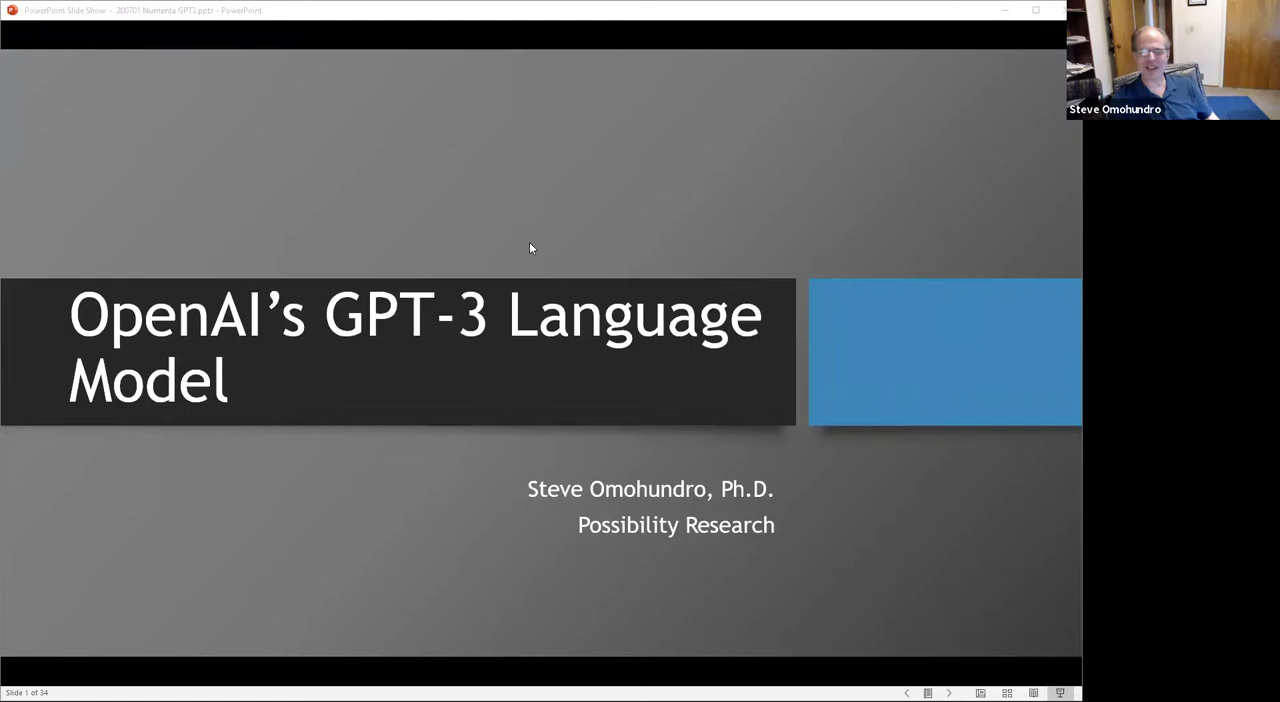 PowerPoint Slide Show - 200701 Numenta GPT3.pptx - PowerPoint
Steve Omohundro
OpenAI’s GPT-3 Language
Model
Steve Omohundro, Ph.D.
Possibility Research
Slide 1 of 34